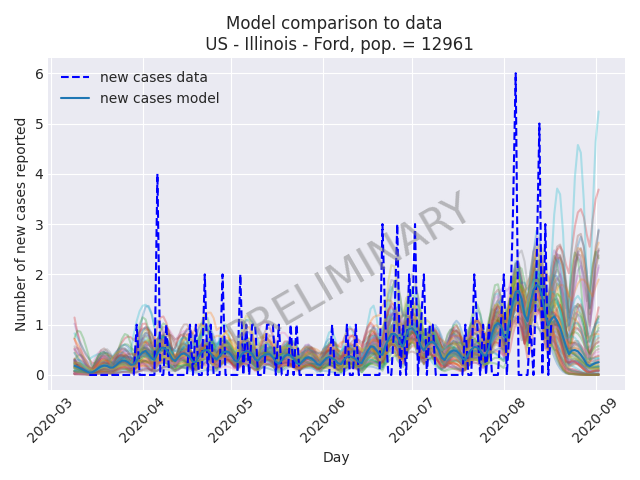 Model comparison to data
US - Illinois - Ford, pop. = 12961
new cases data
new cases model
Number of new cases reported
6
5
4
3
2
1
0
PRELIMINARY
2020-03
2020-04
2020-05
2020-06
2020-07
2020-08
2020-09
Day